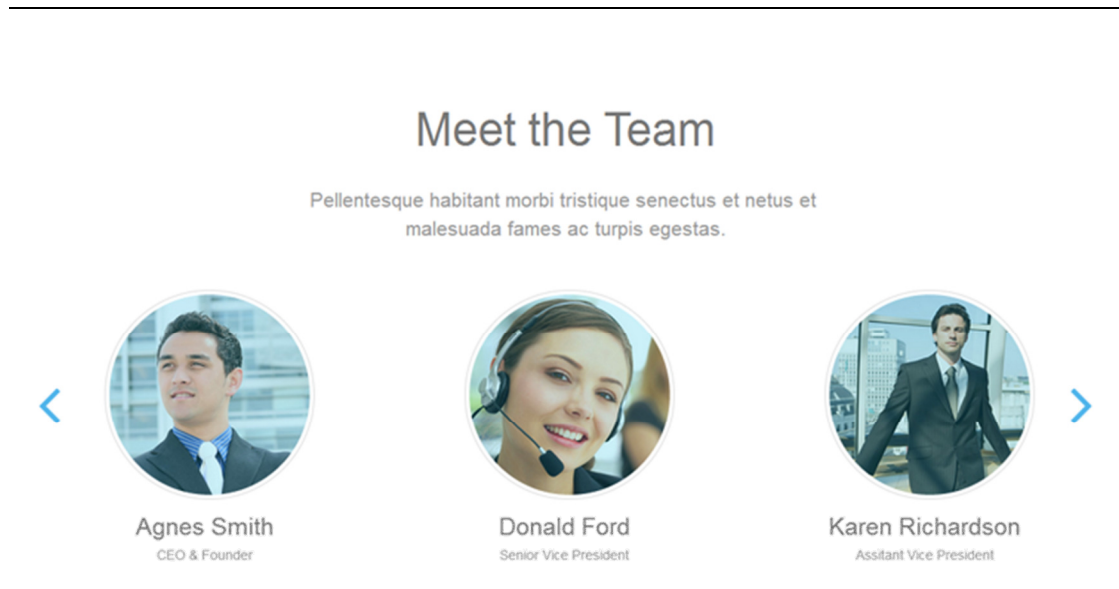 Meet the Team
Pellentesque habitant morbi tristique senectus et netus et
malesuada fames ac turpis egestas.
Agnes Smith
CEO & Founder
Donald Ford
Senior Vice President
Karen Richardson
Assitant Vice President